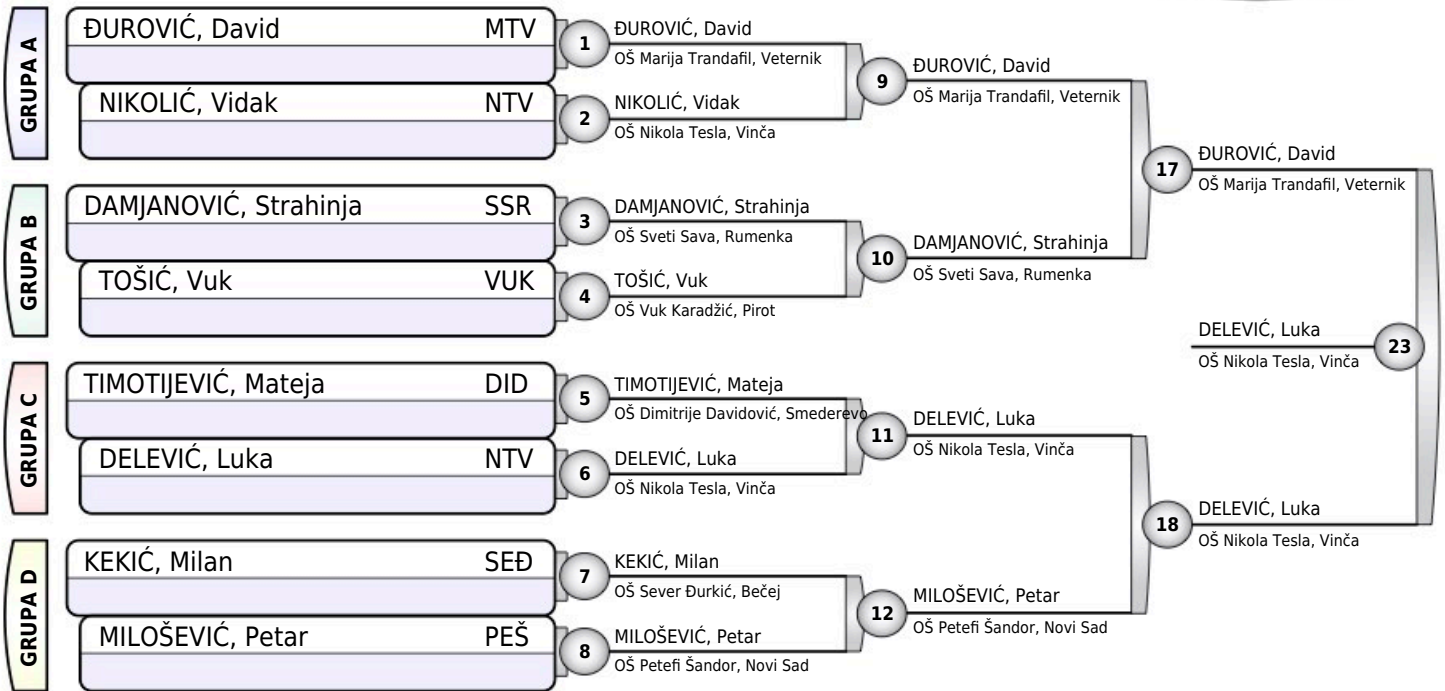 GRUPA A
ĐUROVIĆ, David MTV
NIKOLIĆ, Vidak NTV
GRUPA B
DAMJANOVIĆ, Strahinja SSR
TOŠIĆ, Vuk VUK
GRUPA C
TIMOTIJEVIĆ, Mateja DID
DELEVIĆ, Luka NTV
GRUPA D
KEKIĆ, Milan SEĐ
MILOŠEVIĆ, Petar PEŠ
1
ĐUROVIĆ, David
OŠ Marija Trandafil, Veternik
2
NIKOLIĆ, Vidak
OŠ Nikola Tesla, Vinča
3
DAMJANOVIĆ, Strahinja
OŠ Sveti Sava, Rumenka
4
TOŠIĆ, Vuk
OŠ Vuk Karadžić, Pirot
5
TIMOTIJEVIĆ, Mateja
OŠ Dimitrije Davidović, Smederevo
6
DELEVIĆ, Luka
OŠ Nikola Tesla, Vinča
7
KEKIĆ, Milan
OŠ Sever Đurkić, Bečej
8
MILOŠEVIĆ, Petar
OŠ Petefi Šandor, Novi Sad
9
ĐUROVIĆ, David
OŠ Marija Trandafil, Veternik
10
DAMJANOVIĆ, Strahinja
OŠ Sveti Sava, Rumenka
11
DELEVIĆ, Luka
OŠ Nikola Tesla, Vinča
12
MILOŠEVIĆ, Petar
OŠ Petefi Šandor, Novi Sad
17
ĐUROVIĆ, David
OŠ Marija Trandafil, Veternik
18
DELEVIĆ, Luka
OŠ Nikola Tesla, Vinča
DELEVIĆ, Luka
OŠ Nikola Tesla, Vinča
23